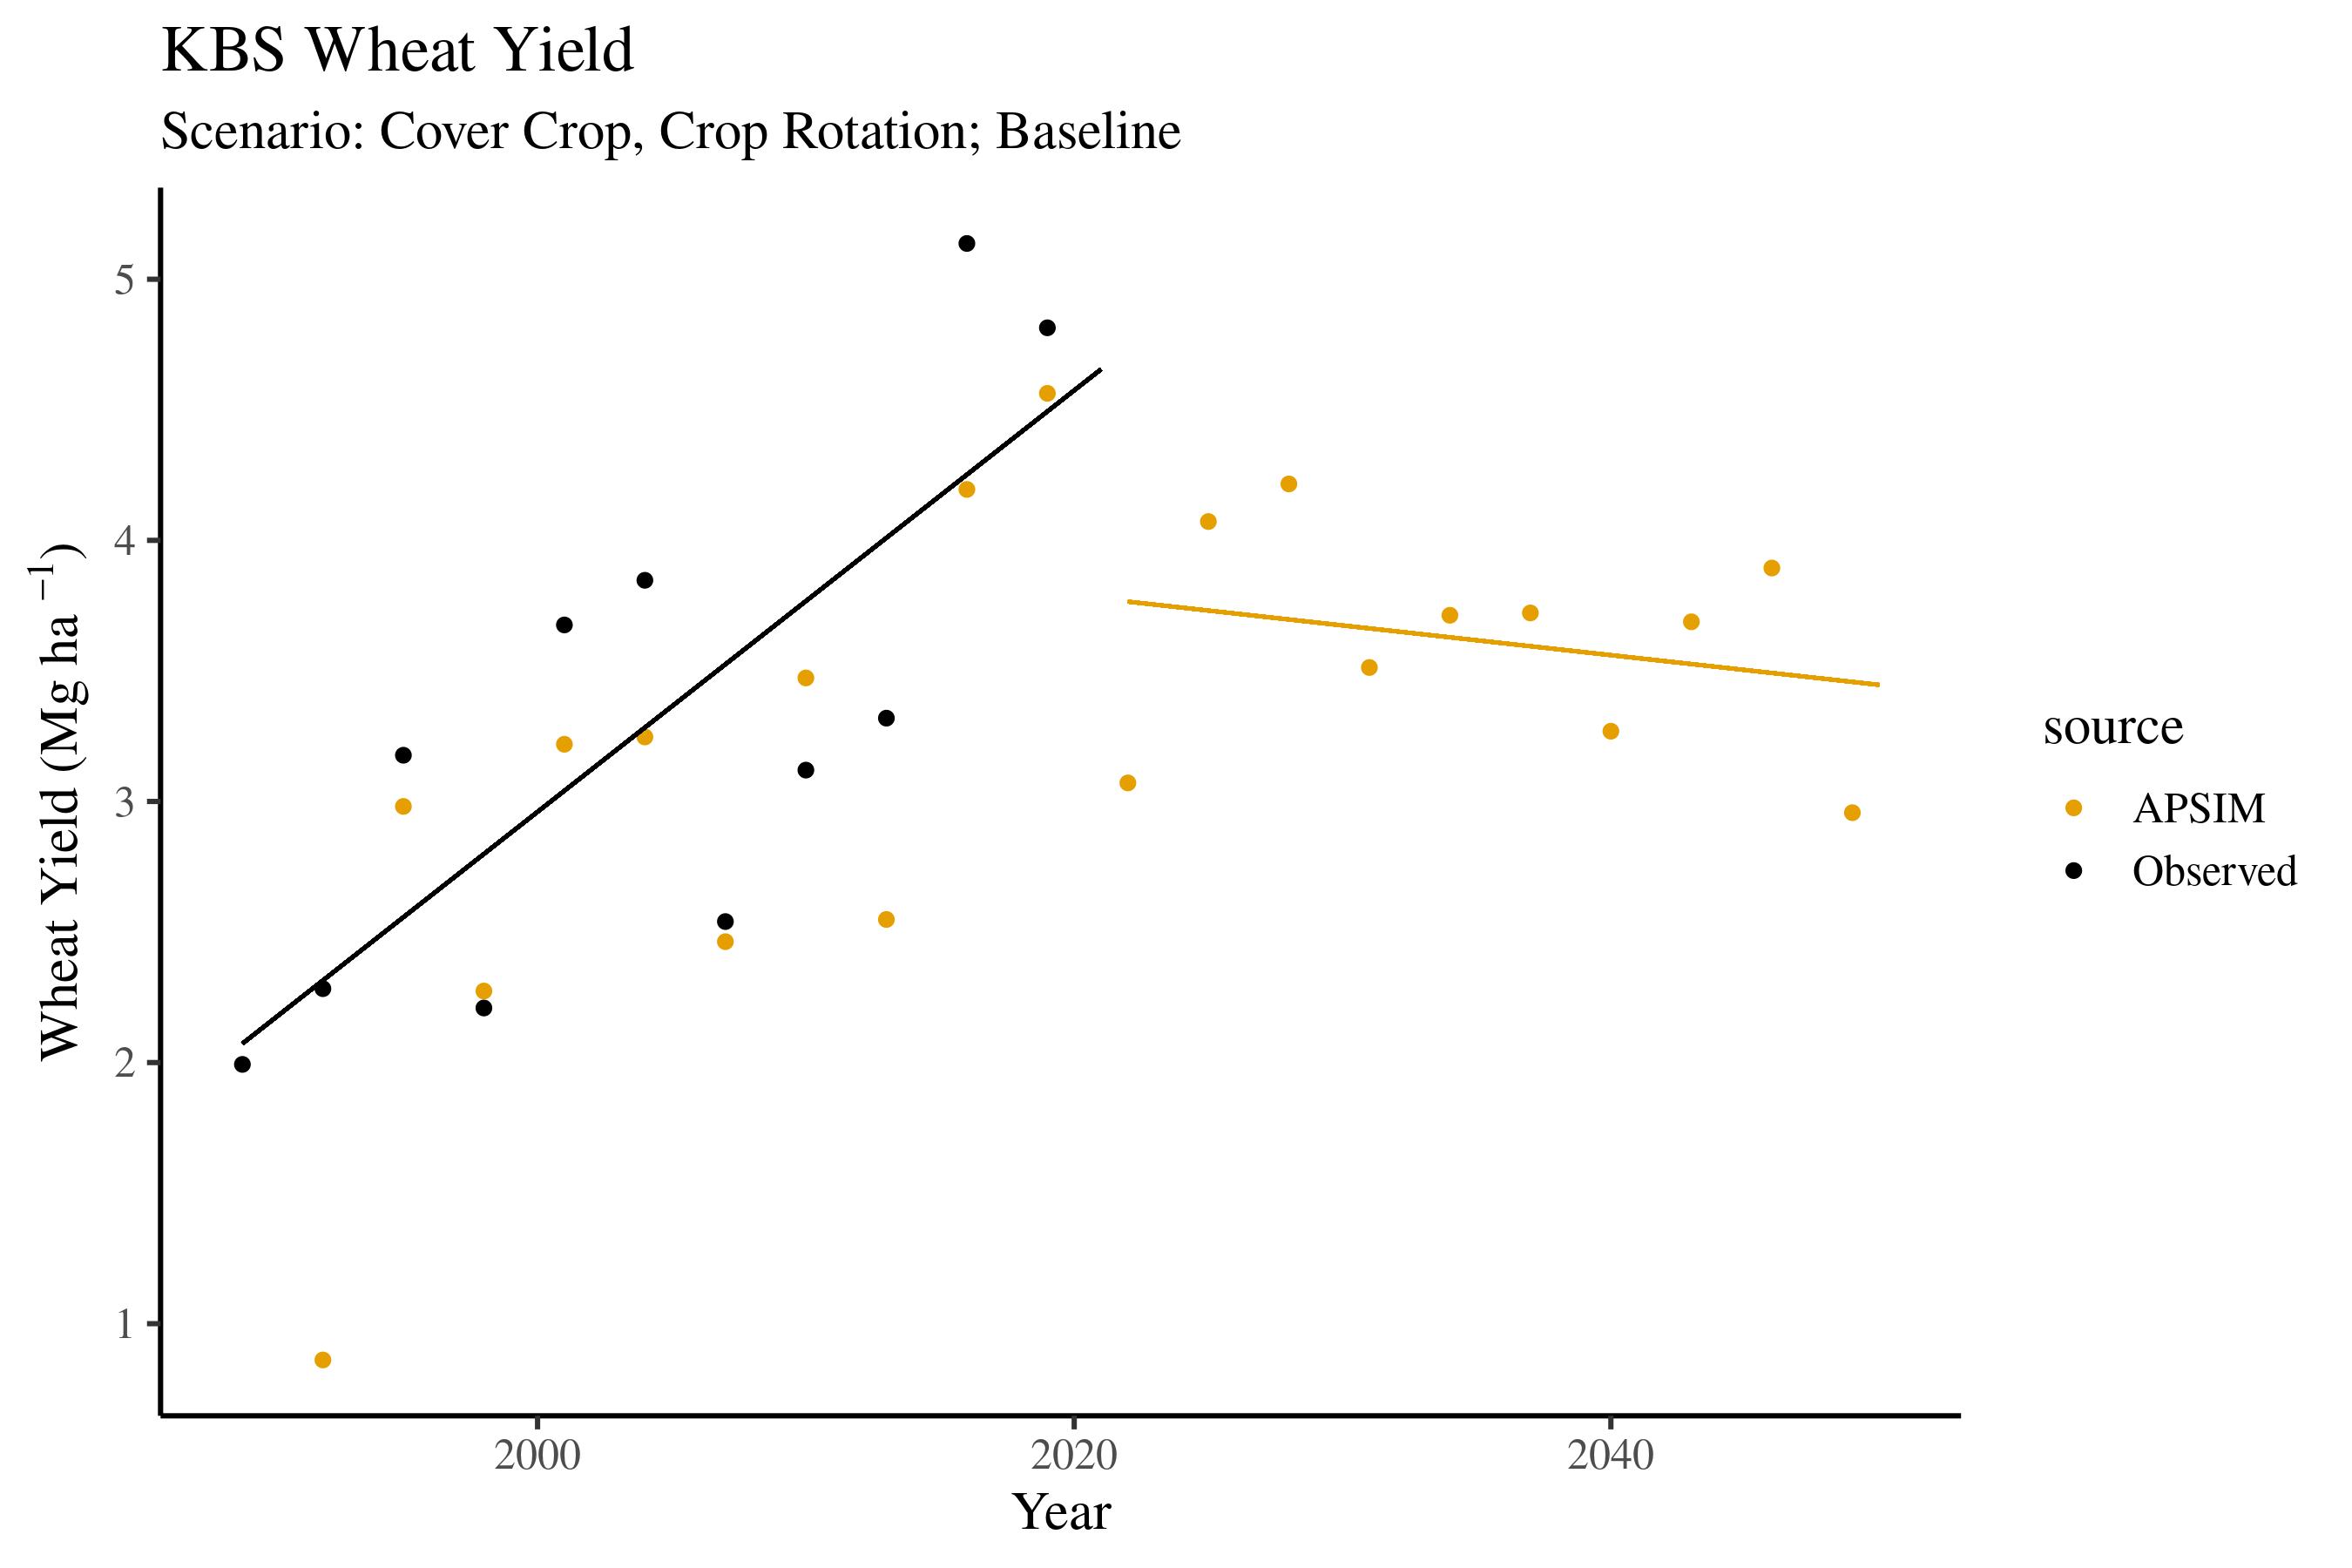 KBS Wheat Yield
Scenario: Cover Crop, Crop Rotation; Baseline
Wheat Yield (Mg ha⁻¹)
5
4
3
2
1
2000 2020 2040
Year
source
APSIM
Observed